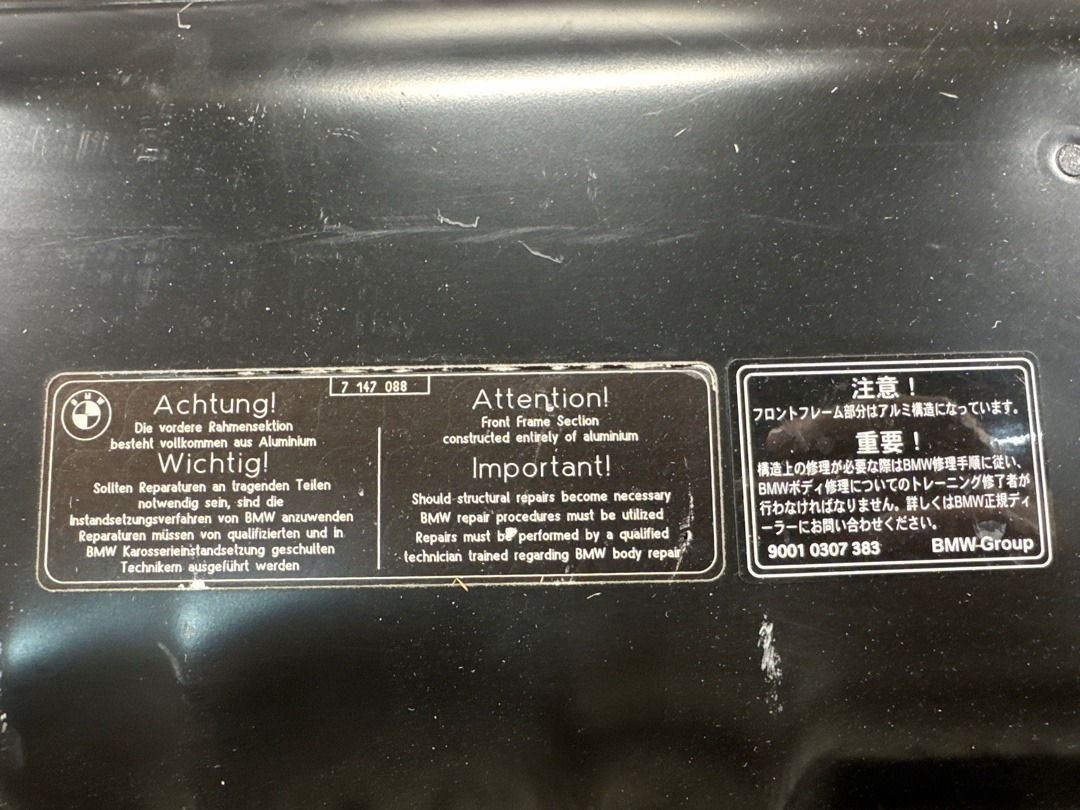 BMW
7 147 088
Achtung!
Die vordere Rahmensektion
besteht vollkommen aus Aluminium
Wichtig!
Sollten Reparaturen an tragenden Teilen
notwendig sein, sind die
Instandsetzungsverfahren von BMW anzuwenden
Reparaturen müssen von qualifizierten und in
BMW Karosserieinstandsetzung geschulten
Technikern ausgeführt werden
Attention!
Front Frame Section
constructed entirely of aluminium
Important!
Should structural repairs become necessary
BMW repair procedures must be utilized
Repairs must be performed by a qualified
technician trained regarding BMW body repair
注意！
フロントフレーム部分はアルミ構造になっています。
重要！
構造上の修理が必要な際はBMW修理手順に従い、
BMWボディ修理についてのトレーニング修了者が
行わなければなりません。詳しくはBMW正規ディ
ーラーにお問い合わせください。
9001 0307 383
BMW Group